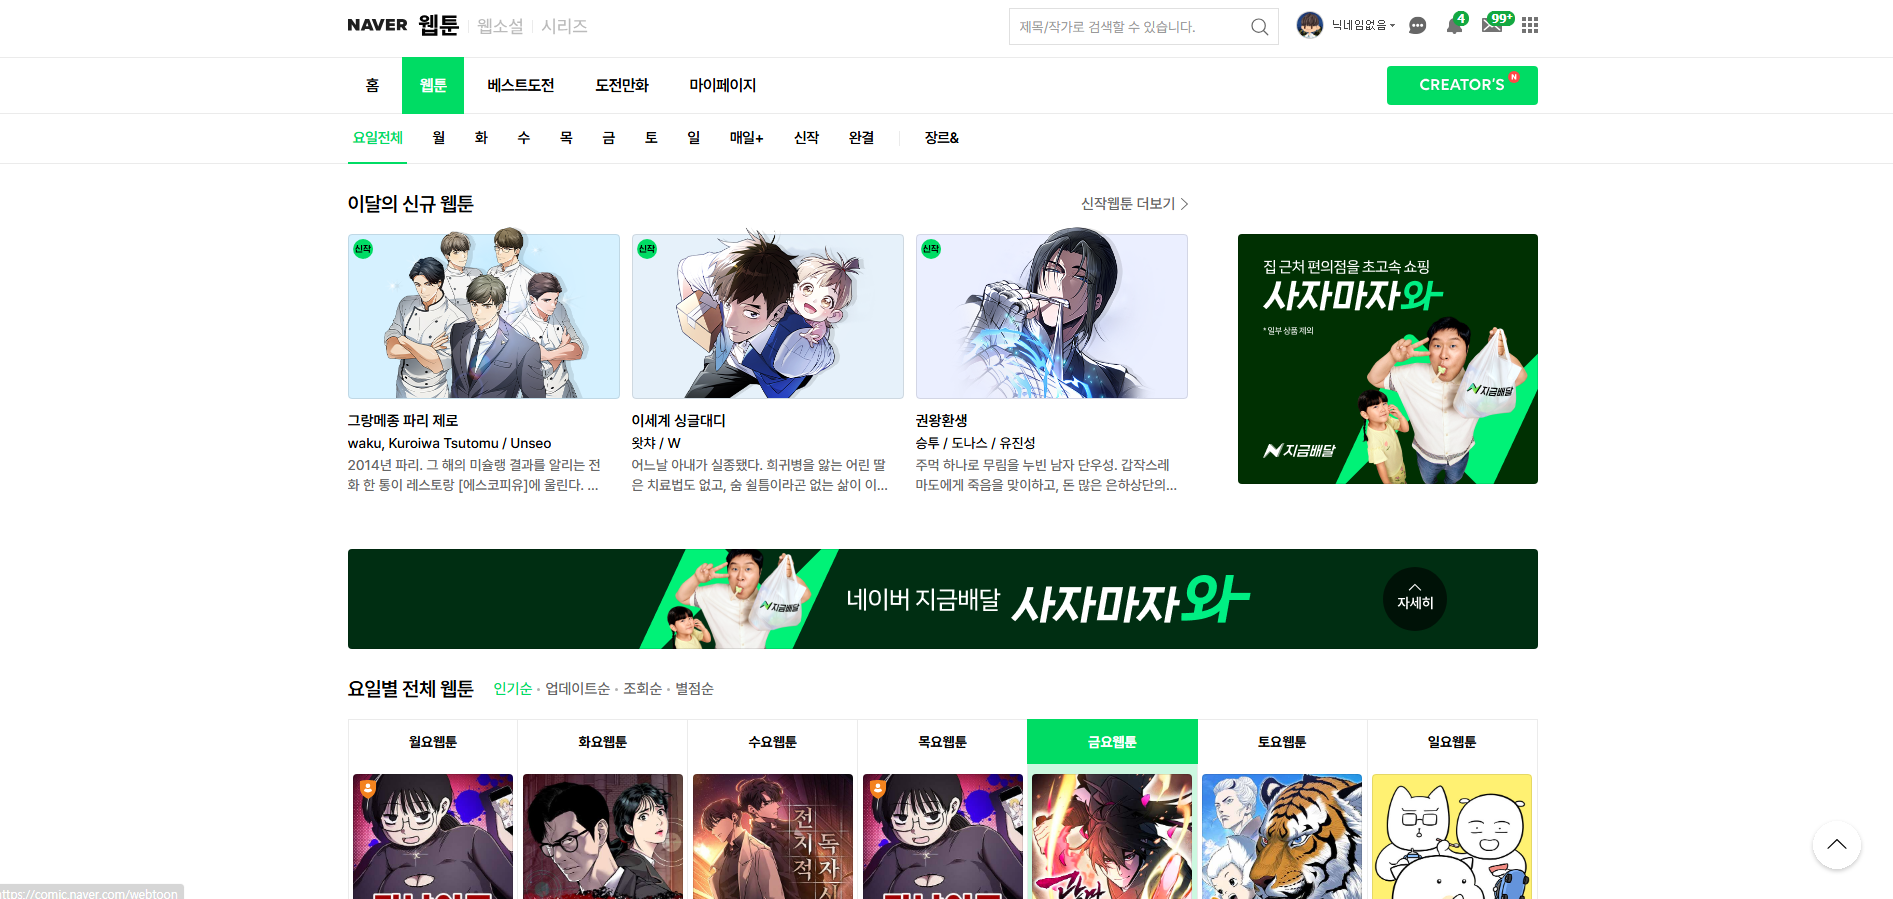 NAVER 웹툰 웹소설 시리즈
제목/작가로 검색할 수 있습니다.
닉네임없음
4
99+
홈 웹툰 베스트도전 도전만화 마이페이지
CREATOR'S N
요일전체 월 화 수 목 금 토 일 매일+ 신작 완결 장르&
이달의 신규 웹툰
신작웹툰 더보기
신작
신작
신작
그랑메종 파리 제로
waku, Kuroiwa Tsutomu / Unseo
2014년 파리. 그 해의 미슐랭 결과를 알리는 전
화 한 통이 레스토랑 [에스코피유]에 울린다. ...
이세계 싱글대디
왓챠 / W
어느날 아내가 실종됐다. 희귀병을 앓는 어린 딸
은 치료법도 없고, 숨 쉴틈이라곤 없는 삶이 이...
권왕환생
승투 / 도나스 / 유진성
주먹 하나로 무림을 누빈 남자 단우성. 갑작스레
마도에게 죽음을 맞이하고, 돈 많은 은하상단의...
집 근처 편의점을 초고속 쇼핑
사자마자와
* 일부 상품 제외
N지금배달
N지금배달
N지금배달
네이버 지금배달 사자마자와
자세히
요일별 전체 웹툰
인기순 · 업데이트순 · 조회순 · 별점순
월요웹툰 화요웹툰 수요웹툰 목요웹툰 금요웹툰 토요웹툰 일요웹툰
전지적
독자시
https://comic.naver.com/webtoon